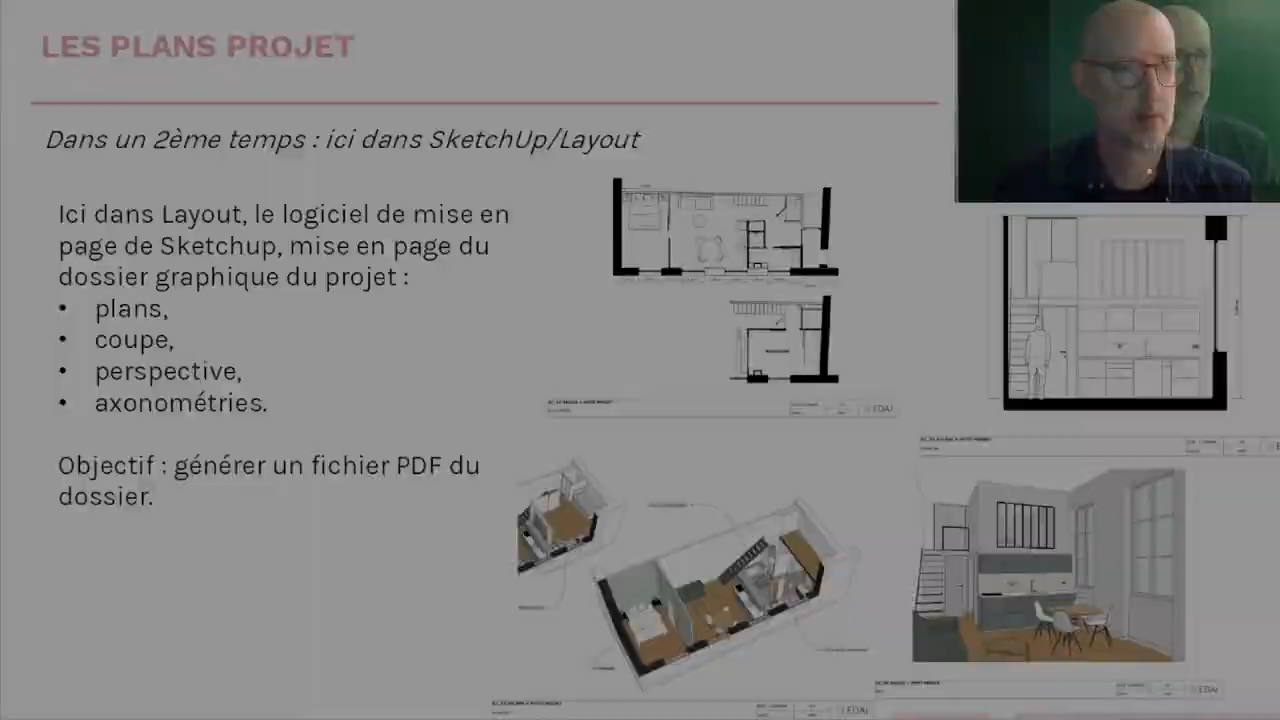 LES PLANS PROJET
Dans un 2ème temps : ici dans SketchUp/Layout
Ici dans Layout, le logiciel de mise en
page de Sketchup, mise en page du
dossier graphique du projet :
• plans,
• coupe,
• perspective,
• axonométries.
Objectif : générer un fichier PDF du
dossier.